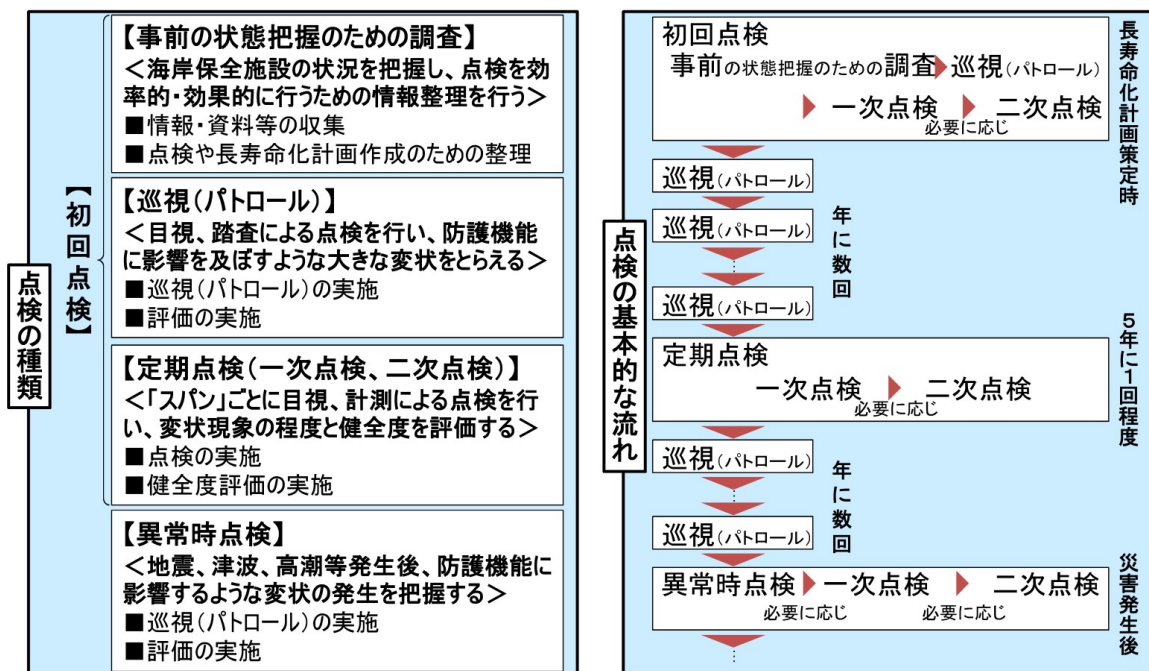 点検の種類
【初回点検】
【事前の状態把握のための調査】
＜海岸保全施設の状況を把握し、点検を効
率的・効果的に行うための情報整理を行う＞
■情報・資料等の収集
■点検や長寿命化計画作成のための整理
【巡視（パトロール）】
＜目視、踏査による点検を行い、防護機能
に影響を及ぼすような大きな変状をとらえる＞
■巡視（パトロール）の実施
■評価の実施
【定期点検（一次点検、二次点検）】
＜「スパン」ごとに目視、計測による点検を行
い、変状現象の程度と健全度を評価する＞
■点検の実施
■健全度評価の実施
【異常時点検】
＜地震、津波、高潮等発生後、防護機能に
影響するような変状の発生を把握する＞
■巡視（パトロール）の実施
■評価の実施
点検の基本的な流れ
初回点検
事前の状態把握のための調査 巡視（パトロール）
一次点検 二次点検
必要に応じ
長寿命化計画策定時
巡視（パトロール）
巡視（パトロール）
年に数回
巡視（パトロール）
定期点検
一次点検 二次点検
必要に応じ
５年に１回程度
巡視（パトロール）
年に数回
巡視（パトロール）
異常時点検 一次点検 二次点検
必要に応じ 必要に応じ
災害発生後